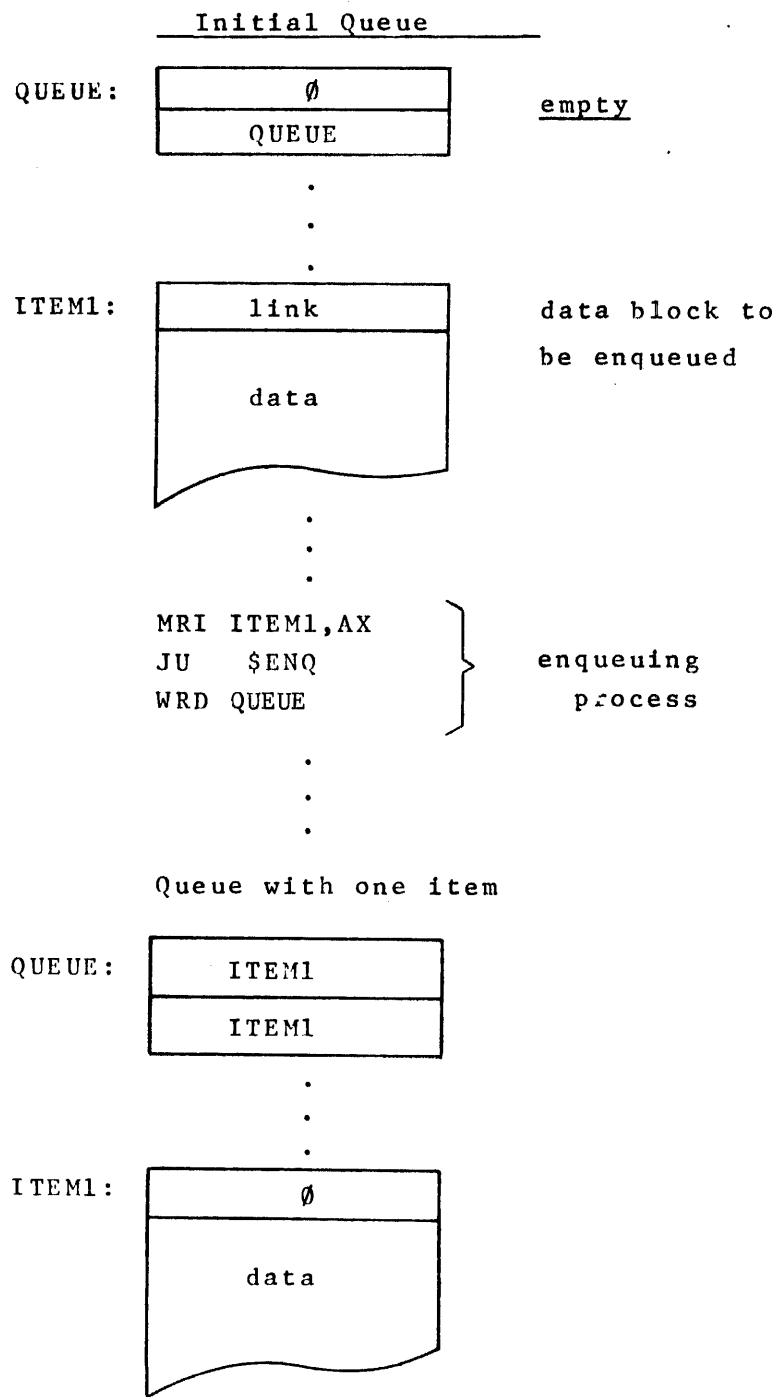 Initial Queue
QUEUE: Ø empty
QUEUE
ITEM1: link data block to
be enqueued
data
MRI ITEM1,AX
JU $ENQ enqueuing
WRD QUEUE process
Queue with one item
QUEUE: ITEM1
ITEM1
ITEM1: Ø
data